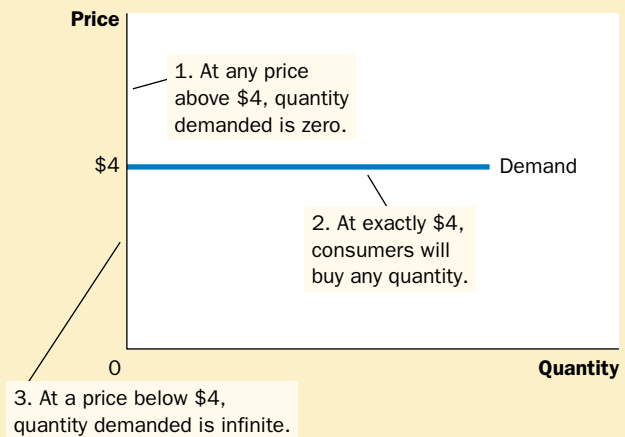 Price
1. At any price
above $4, quantity
demanded is zero.
$4
Demand
2. At exactly $4,
consumers will
buy any quantity.
0
Quantity
3. At a price below $4,
quantity demanded is infinite.